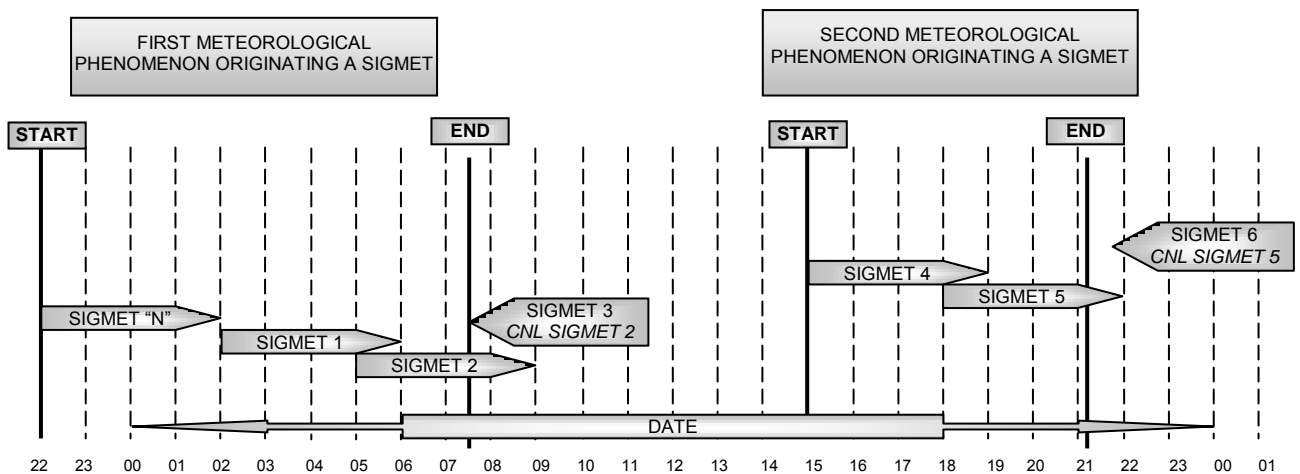 FIRST METEOROLOGICAL
PHENOMENON ORIGINATING A SIGMET
SECOND METEOROLOGICAL
PHENOMENON ORIGINATING A SIGMET
START
END
START
END
SIGMET 6
CNL SIGMET 5
SIGMET 4
SIGMET 5
SIGMET “N”
SIGMET 3
CNL SIGMET 2
SIGMET 1
SIGMET 2
DATE
22 23 00 01 02 03 04 05 06 07 08 09 10 11 12 13 14 15 16 17 18 19 20 21 22 23 00 01